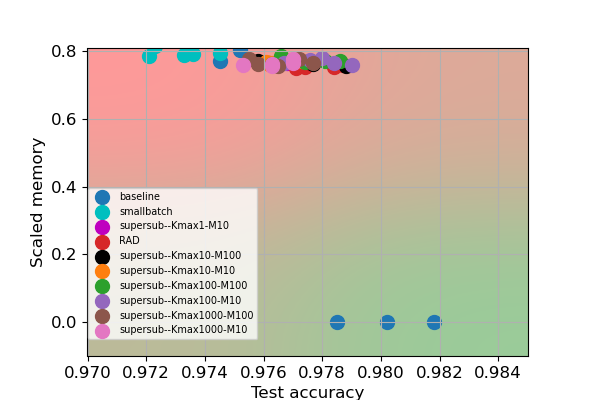 0.8
0.6
0.4
0.2
0.0
Scaled memory
baseline
smallbatch
supersub--Kmax1-M10
RAD
supersub--Kmax10-M100
supersub--Kmax10-M10
supersub--Kmax100-M100
supersub--Kmax100-M10
supersub--Kmax1000-M100
supersub--Kmax1000-M10
0.970 0.972 0.974 0.976 0.978 0.980 0.982 0.984
Test accuracy